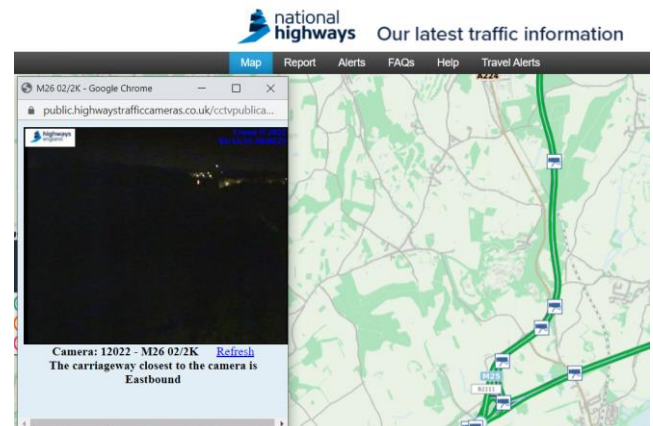 national
highways
Our latest traffic information
Map Report Alerts FAQs Help Travel Alerts
M26 02/2K - Google Chrome
public.highwaystrafficcameras.co.uk/cctvpublica...
highways
england
A224
Camera: 12022 - M26 02/2K Refresh
The carriageway closest to the camera is
Eastbound
M25